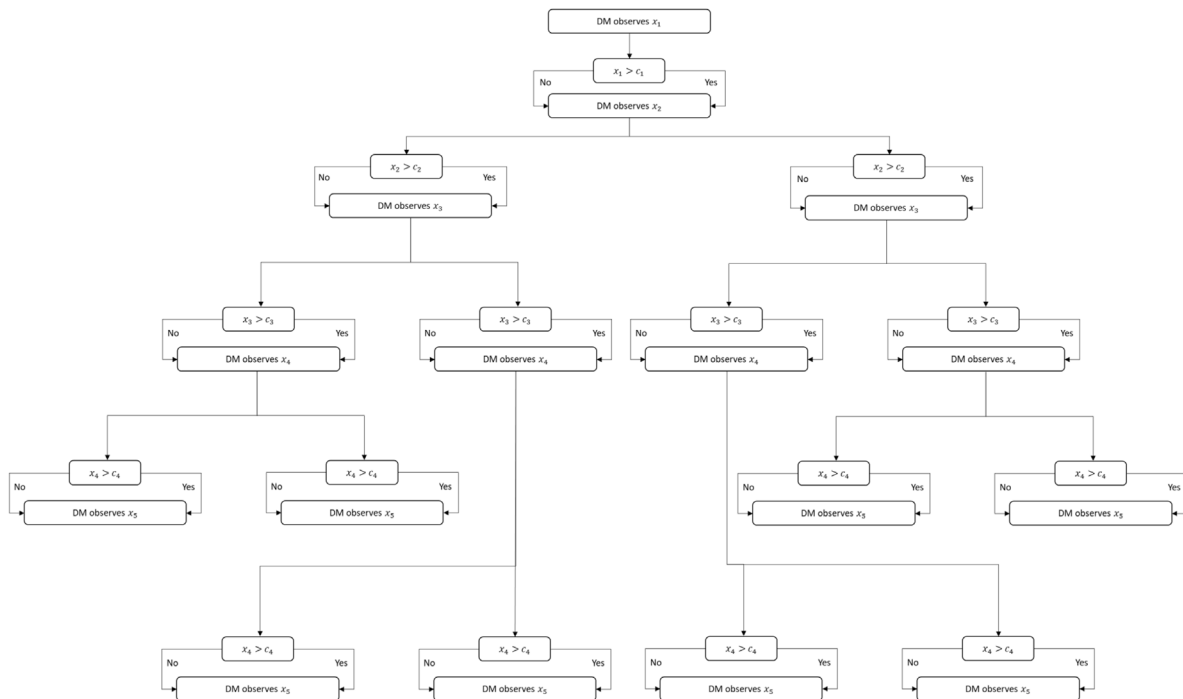 DM observes x₁
x₁ > c₁
No
Yes
DM observes x₂
x₂ > c₂
x₂ > c₂
No
Yes
No
Yes
DM observes x₃
DM observes x₃
x₃ > c₃
x₃ > c₃
x₃ > c₃
x₃ > c₃
No
Yes
No
Yes
No
Yes
No
Yes
DM observes x₄
DM observes x₄
DM observes x₄
DM observes x₄
x₄ > c₄
x₄ > c₄
x₄ > c₄
x₄ > c₄
No
Yes
No
Yes
No
Yes
No
Yes
DM observes x₅
DM observes x₅
DM observes x₅
DM observes x₅
x₄ > c₄
x₄ > c₄
x₄ > c₄
x₄ > c₄
No
Yes
No
Yes
No
Yes
No
Yes
DM observes x₅
DM observes x₅
DM observes x₅
DM observes x₅